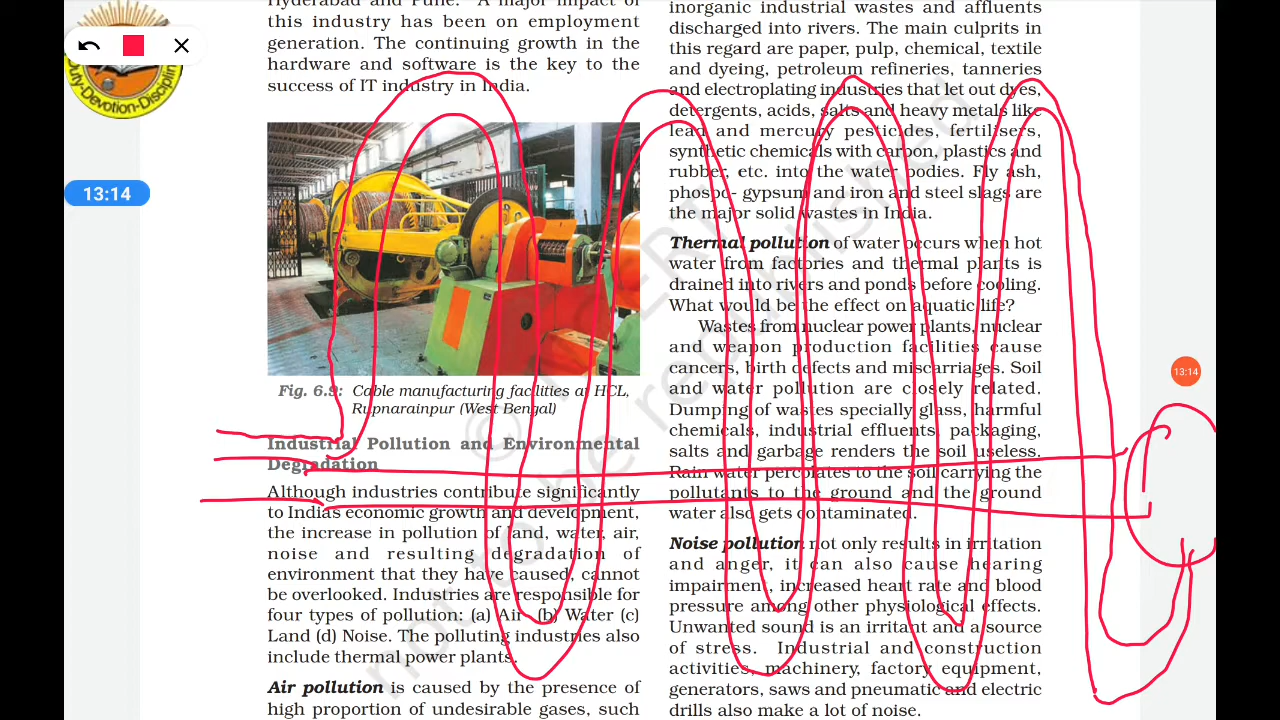 Hyderabad and Pune. A major impact of
this industry has been on employment
generation. The continuing growth in the
hardware and software is the key to the
success of IT industry in India.
Duty-Devotion-Discipline
13:14
Fig. 6.9: Cable manufacturing facilities at HCL,
Rupnarainpur (West Bengal)
Industrial Pollution and Environmental
Degradation
Although industries contribute significantly
to Indias economic growth and development,
the increase in pollution of land, water, air,
noise and resulting degradation of
environment that they have caused, cannot
be overlooked. Industries are responsible for
four types of pollution: (a) Air (b) Water (c)
Land (d) Noise. The polluting industries also
include thermal power plants.
Air pollution is caused by the presence of
high proportion of undesirable gases, such
inorganic industrial wastes and affluents
discharged into rivers. The main culprits in
this regard are paper, pulp, chemical, textile
and dyeing, petroleum refineries, tanneries
and electroplating industries that let out dyes,
detergents, acids, salts and heavy metals like
lead and mercury pesticides, fertilisers,
synthetic chemicals with carbon, plastics and
rubber, etc. into the water bodies. Fly ash,
phospo- gypsum and iron and steel slags are
the major solid wastes in India.
Thermal pollution of water occurs when hot
water from factories and thermal plants is
drained into rivers and ponds before cooling.
What would be the effect on aquatic life?
Wastes from nuclear power plants, nuclear
and weapon production facilities cause
cancers, birth defects and miscarriages. Soil
and water pollution are closely related.
Dumping of wastes specially glass, harmful
chemicals, industrial effluents, packaging,
salts and garbage renders the soil useless.
Rain water percolates to the soil carrying the
pollutants to the ground and the ground
water also gets contaminated.
Noise pollution not only results in irritation
and anger, it can also cause hearing
impairment, increased heart rate and blood
pressure among other physiological effects.
Unwanted sound is an irritant and a source
of stress. Industrial and construction
activities, machinery, factory equipment,
generators, saws and pneumatic and electric
drills also make a lot of noise.
13:14
not to be republished